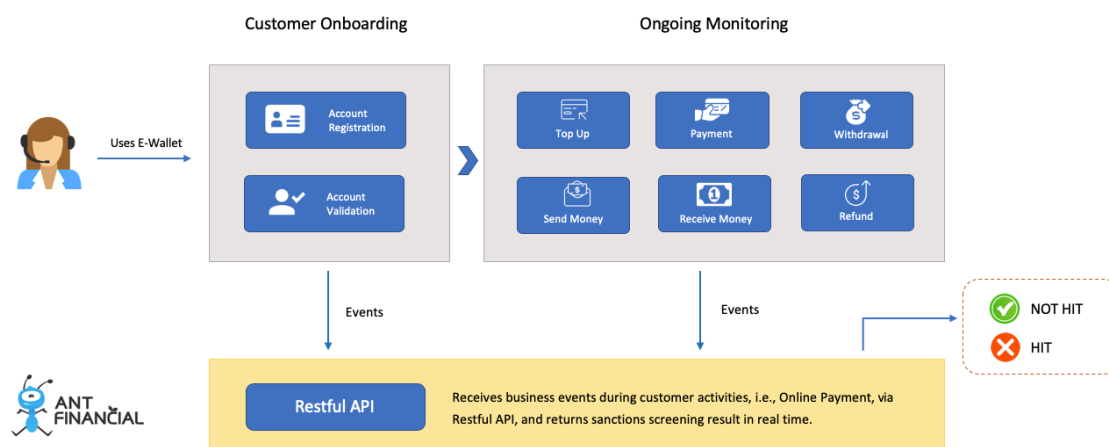 Customer Onboarding
Ongoing Monitoring
Uses E-Wallet
Account
Registration
Account
Validation
Top Up
Payment
Withdrawal
Send Money
Receive Money
Refund
Events
Events
NOT HIT
HIT
ANT
FINANCIAL
Restful API
Receives business events during customer activities, i.e., Online Payment, via
Restful API, and returns sanctions screening result in real time.